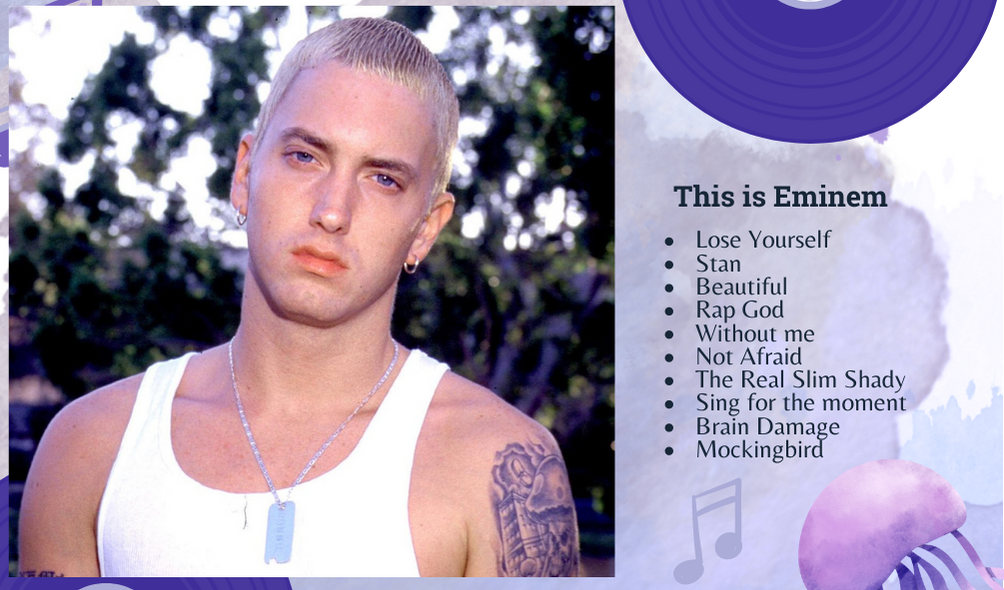 This is Eminem
Lose Yourself
Stan
Beautiful
Rap God
Without me
Not Afraid
The Real Slim Shady
Sing for the moment
Brain Damage
Mockingbird